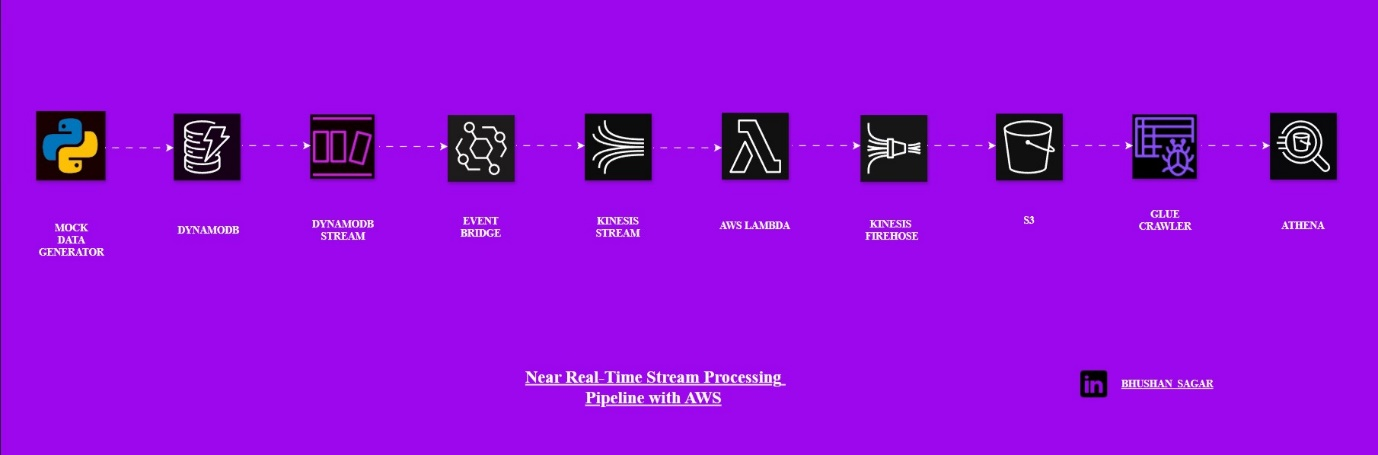 MOCK
DATA
GENERATOR
DYNAMODB
DYNAMODB
STREAM
EVENT
BRIDGE
KINESIS
STREAM
AWS LAMBDA
KINESIS
FIREHOSE
S3
GLUE
CRAWLER
ATHENA
Near Real-Time Stream Processing
Pipeline with AWS
in
BHUSHAN SAGAR